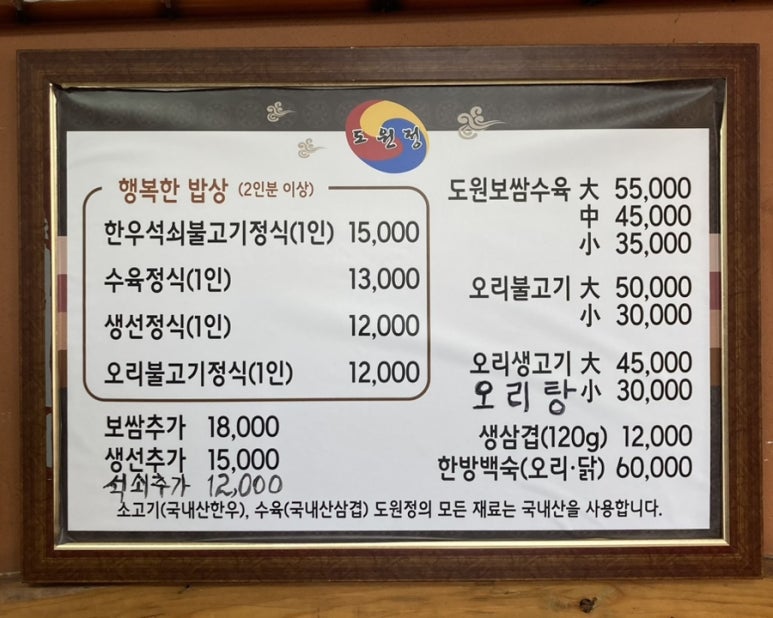 도원정
행복한 밥상 (2인분 이상)
한우석쇠불고기정식(1인) 15,000
수육정식(1인) 13,000
생선정식(1인) 12,000
오리불고기정식(1인) 12,000
보쌈추가 18,000
생선추가 15,000
석쇠추가 12,000
도원보쌈수육 大 55,000
中 45,000
小 35,000
오리불고기 大 50,000
小 30,000
오리생고기 大 45,000
오리탕 小 30,000
생삼겹(120g) 12,000
한방백숙(오리·닭) 60,000
소고기(국내산한우), 수육(국내산삼겹) 도원정의 모든 재료는 국내산을 사용합니다.